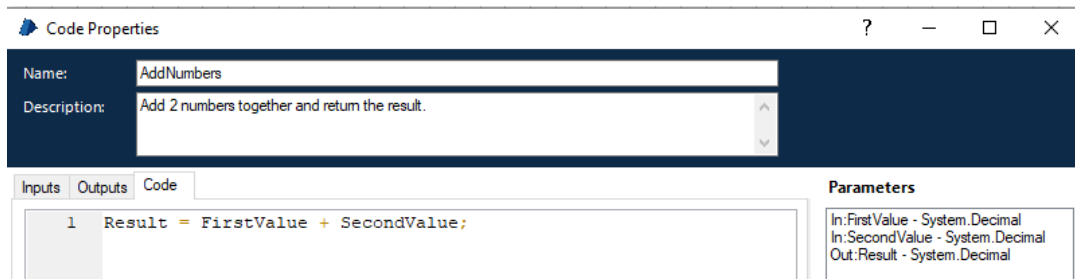 Code Properties
?
Name: AddNumbers
Description: Add 2 numbers together and return the result.
Inputs Outputs Code
Parameters
1 Result = FirstValue + SecondValue;
In:FirstValue - System.Decimal
In:SecondValue - System.Decimal
Out:Result - System.Decimal